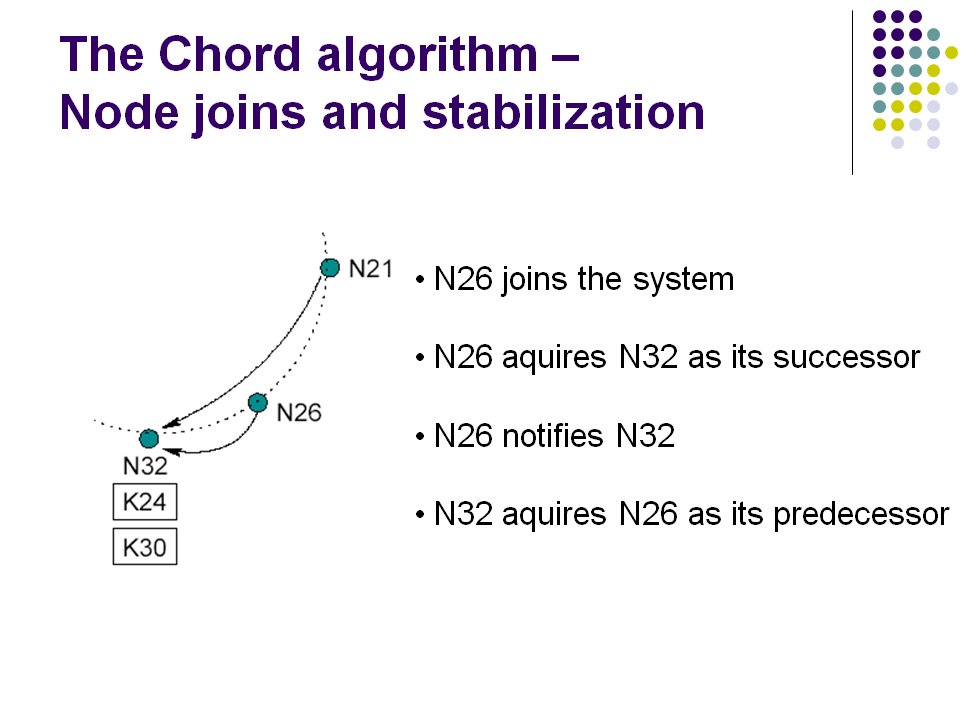 The Chord algorithm –
Node joins and stabilization
N21
N26
N32
K24
K30
• N26 joins the system
• N26 aquires N32 as its successor
• N26 notifies N32
• N32 aquires N26 as its predecessor